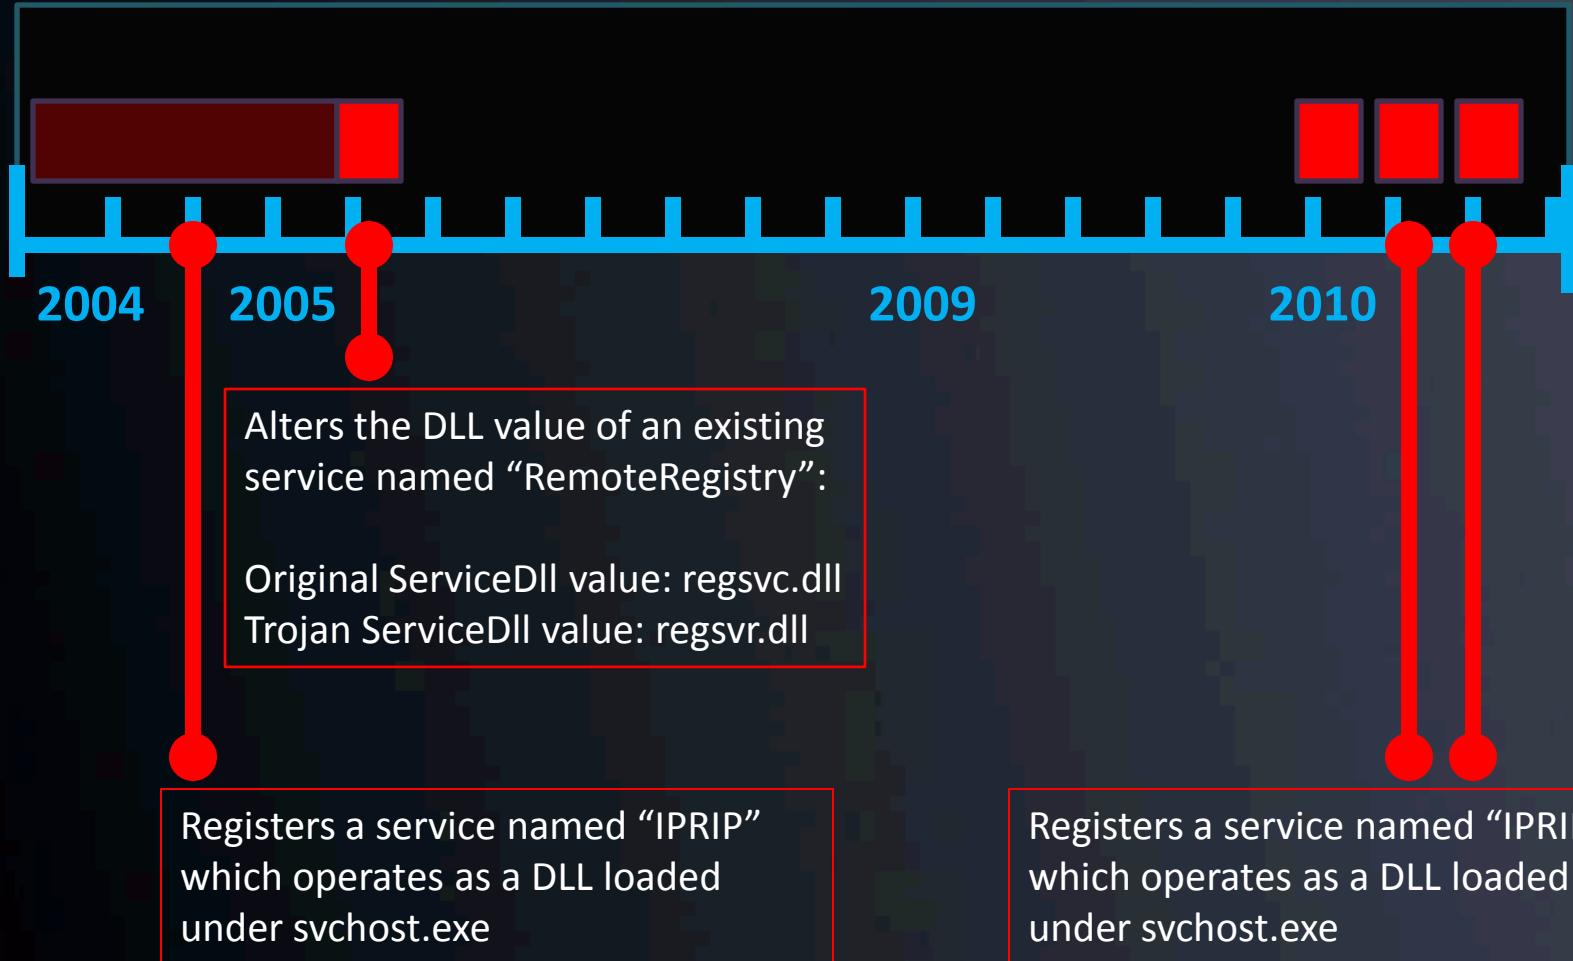 2004
2005
2009
2010
Alters the DLL value of an existing
service named “RemoteRegistry”:
Original ServiceDll value: regsvc.dll
Trojan ServiceDll value: regsvr.dll
Registers a service named “IPRIP”
which operates as a DLL loaded
under svchost.exe
Registers a service named “IPRI
which operates as a DLL loaded
under svchost.exe